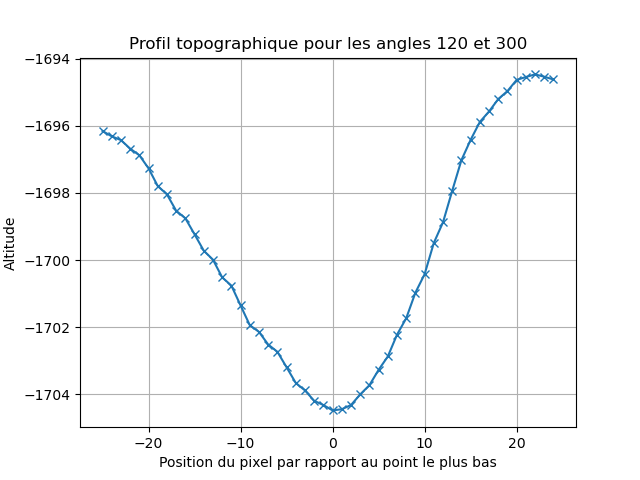 Profil topographique pour les angles 120 et 300
Altitude
−1694
−1696
−1698
−1700
−1702
−1704
−20 −10 0 10 20
Position du pixel par rapport au point le plus bas